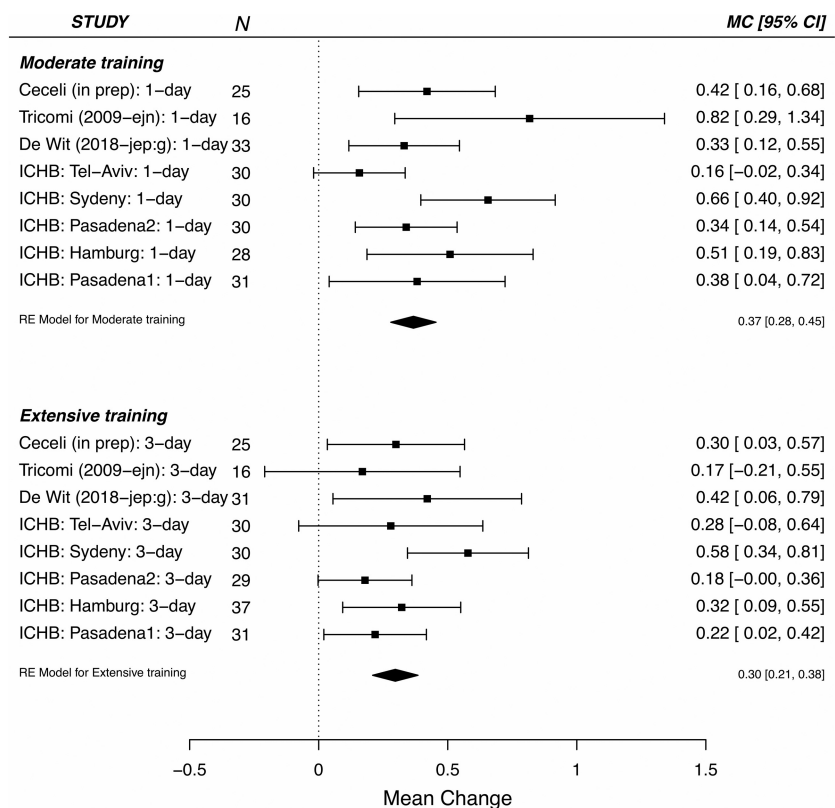 STUDY N MC [95% CI]
Moderate training
Ceceli (in prep): 1−day 25 0.42 [ 0.16, 0.68]
Tricomi (2009−ejn): 1−day 16 0.82 [ 0.29, 1.34]
De Wit (2018−jep:g): 1−day 33 0.33 [ 0.12, 0.55]
ICHB: Tel−Aviv: 1−day 30 0.16 [−0.02, 0.34]
ICHB: Sydeny: 1−day 30 0.66 [ 0.40, 0.92]
ICHB: Pasadena2: 1−day 30 0.34 [ 0.14, 0.54]
ICHB: Hamburg: 1−day 28 0.51 [ 0.19, 0.83]
ICHB: Pasadena1: 1−day 31 0.38 [ 0.04, 0.72]
RE Model for Moderate training 0.37 [0.28, 0.45]
Extensive training
Ceceli (in prep): 3−day 25 0.30 [ 0.03, 0.57]
Tricomi (2009−ejn): 3−day 16 0.17 [−0.21, 0.55]
De Wit (2018−jep:g): 3−day 31 0.42 [ 0.06, 0.79]
ICHB: Tel−Aviv: 3−day 30 0.28 [−0.08, 0.64]
ICHB: Sydeny: 3−day 30 0.58 [ 0.34, 0.81]
ICHB: Pasadena2: 3−day 29 0.18 [−0.00, 0.36]
ICHB: Hamburg: 3−day 37 0.32 [ 0.09, 0.55]
ICHB: Pasadena1: 3−day 31 0.22 [ 0.02, 0.42]
RE Model for Extensive training 0.30 [0.21, 0.38]
−0.5 0 0.5 1 1.5
Mean Change